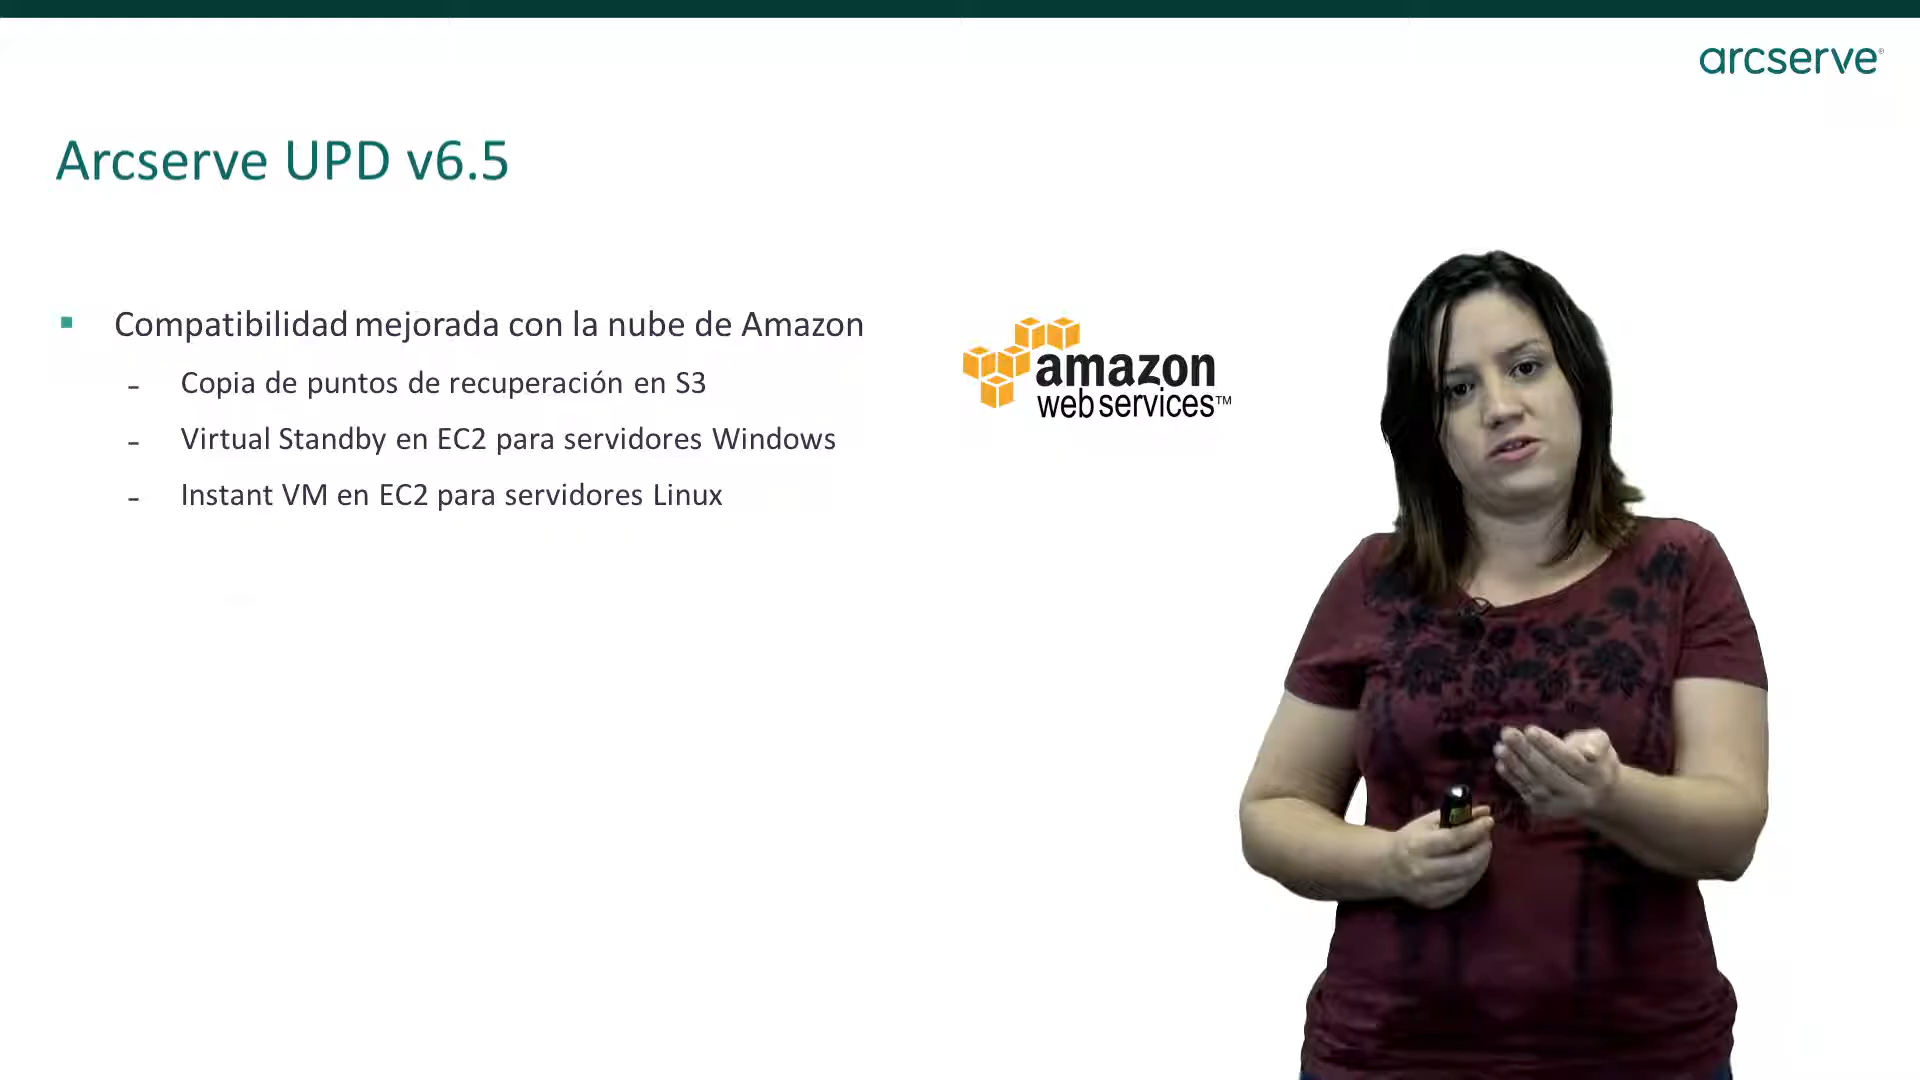 arcserve®
Arcserve UPD v6.5
Compatibilidad mejorada con la nube de Amazon
- Copia de puntos de recuperación en S3
- Virtual Standby en EC2 para servidores Windows
- Instant VM en EC2 para servidores Linux
amazon
web services™